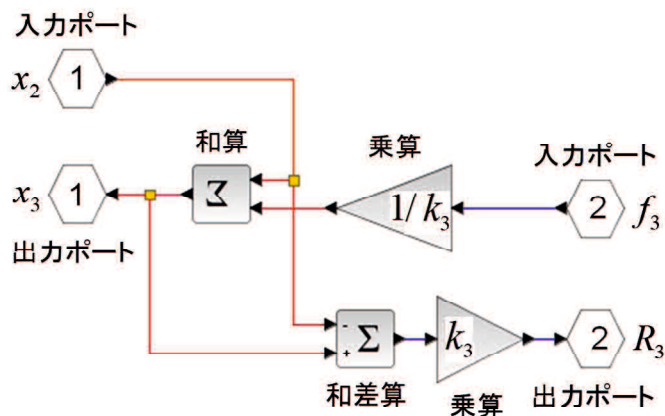 入力ポート
x₂ 1
和算
乗算
入力ポート
x₃ 1
Σ
1/k₃
2 f₃
出力ポート
-
+
Σ
k₃
2 R₃
和差算
乗算
出力ポート